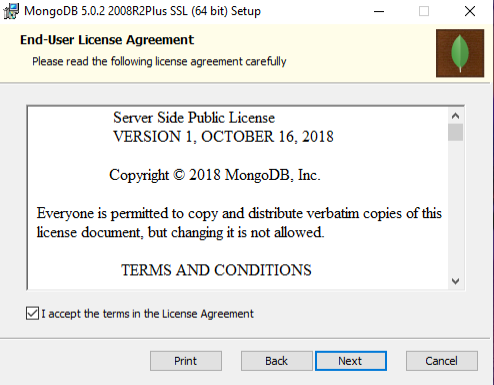 MongoDB 5.0.2 2008R2Plus SSL (64 bit) Setup
End-User License Agreement
Please read the following license agreement carefully
Server Side Public License
VERSION 1, OCTOBER 16, 2018
Copyright © 2018 MongoDB, Inc.
Everyone is permitted to copy and distribute verbatim copies of this
license document, but changing it is not allowed.
TERMS AND CONDITIONS
I accept the terms in the License Agreement
Print Back Next Cancel